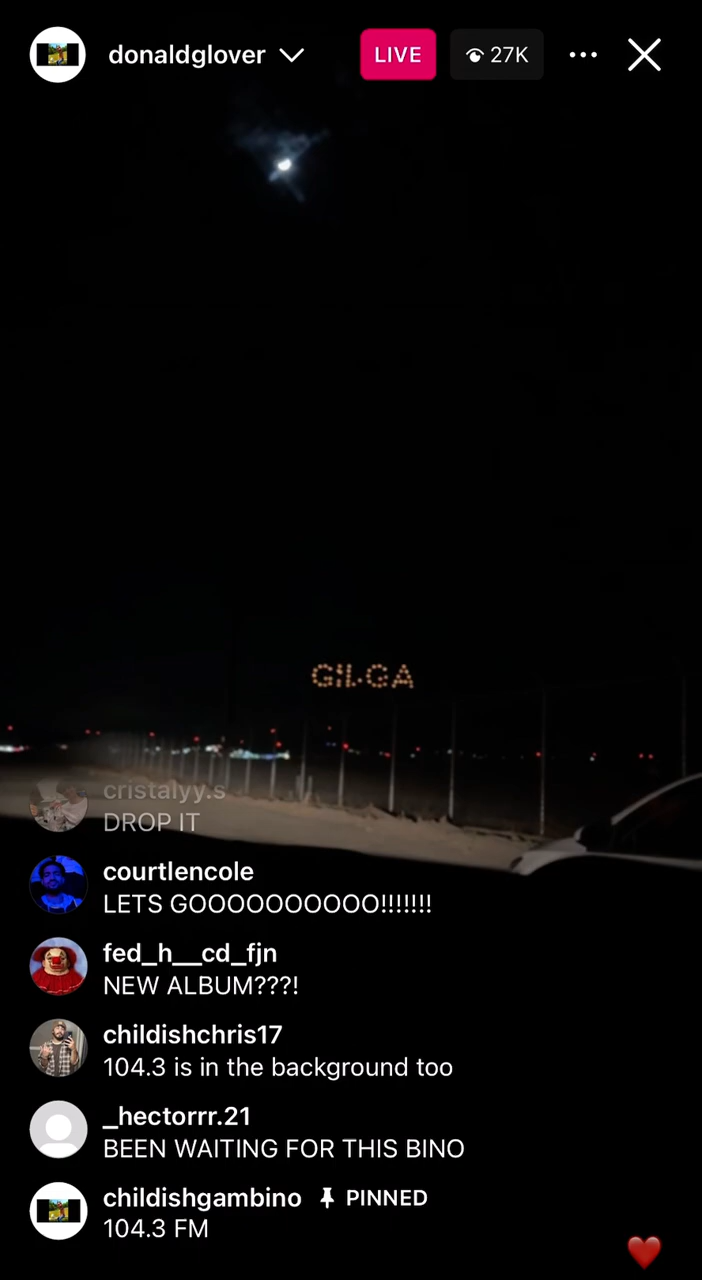 donaldglover
LIVE
27K
GILGA
cristalyy.s
DROP IT
courtlencole
LETS GOOOOOOOOOO!!!!!!!
fed_h__cd_fjn
NEW ALBUM???!
childishchris17
104.3 is in the background too
_hectorrr.21
BEEN WAITING FOR THIS BINO
childishgambino PINNED
104.3 FM